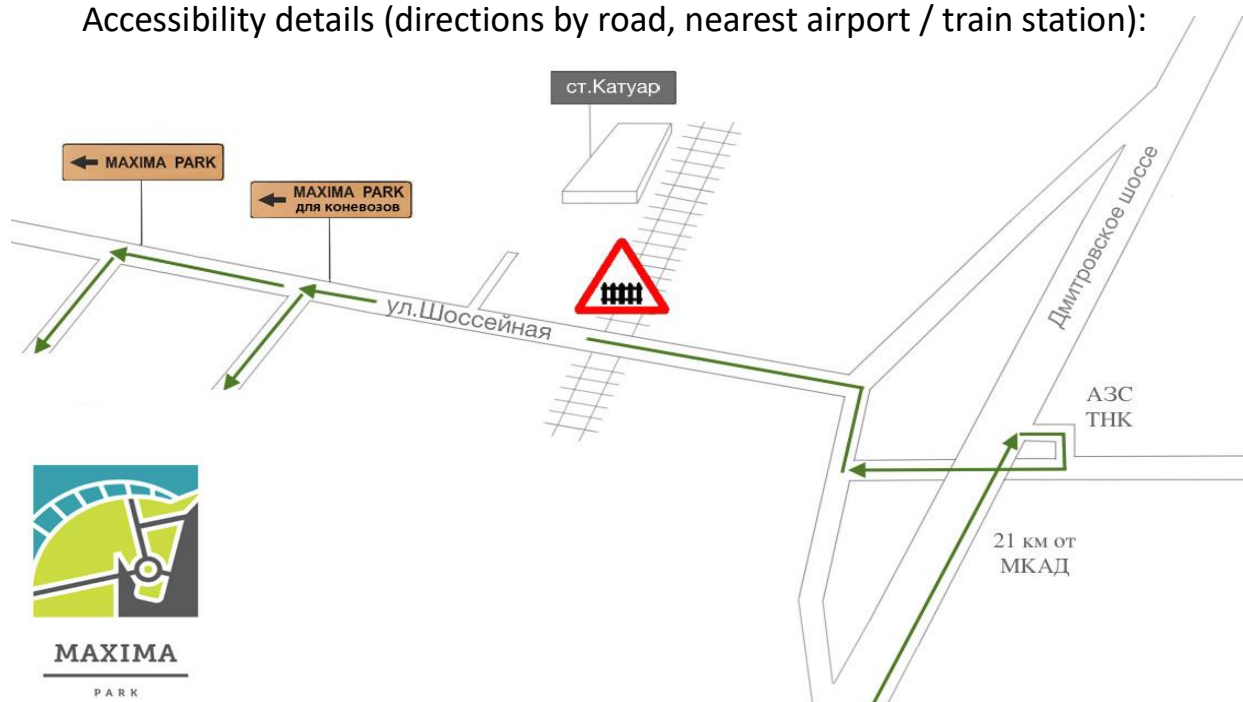 Accessibility details (directions by road, nearest airport / train station):
ст.Катуар
MAXIMA PARK
MAXIMA PARK
для коневозов
ул.Шоссейная
Дмитровское шоссе
АЗС
ТНК
21 км от
МКАД
MAXIMA
PARK